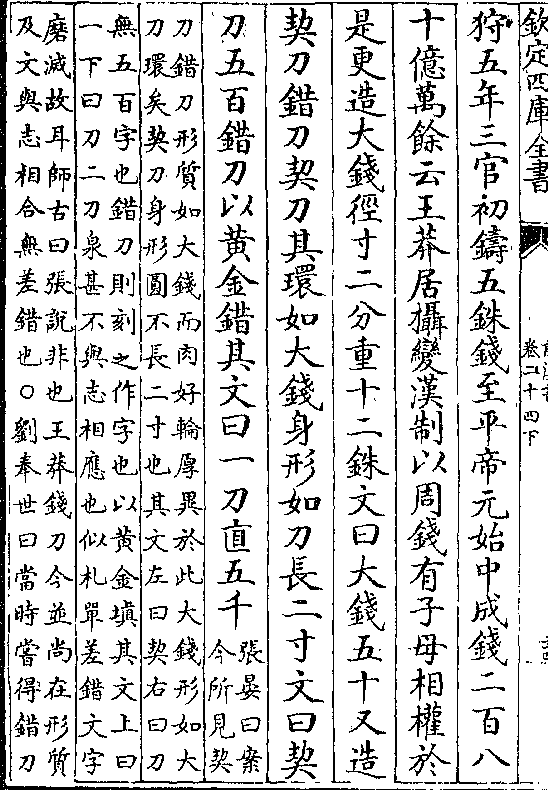 欽定四庫全書
卷二十四下
狩五年三官初鑄五銖錢至平帝元始中成錢二百八
十億萬餘云王莽居攝變漢制以周錢有子母相權於
是更造大錢徑寸二分重十二銖文曰大錢五十又造
契刀錯刀契刀其環如大錢身形如刀長二寸文曰契
刀五百錯刀以黄金錯其文曰一刀直五千
張晏曰案
今所見契
刀錯刀形質如大錢而肉好輪厚異於此大錢形如大
刀環矣契刀身形圓不長二寸也其文左曰契右曰刀
無五百字也錯刀則刻之作字也以黄金填其文上曰
一下曰刀二刀泉甚不與志相應也似札單差錯文字
磨滅故耳師古曰張說非也王莽錢刀今並尚在形質
及文與志相合無差錯也○劉奉世曰當時嘗得錯刀